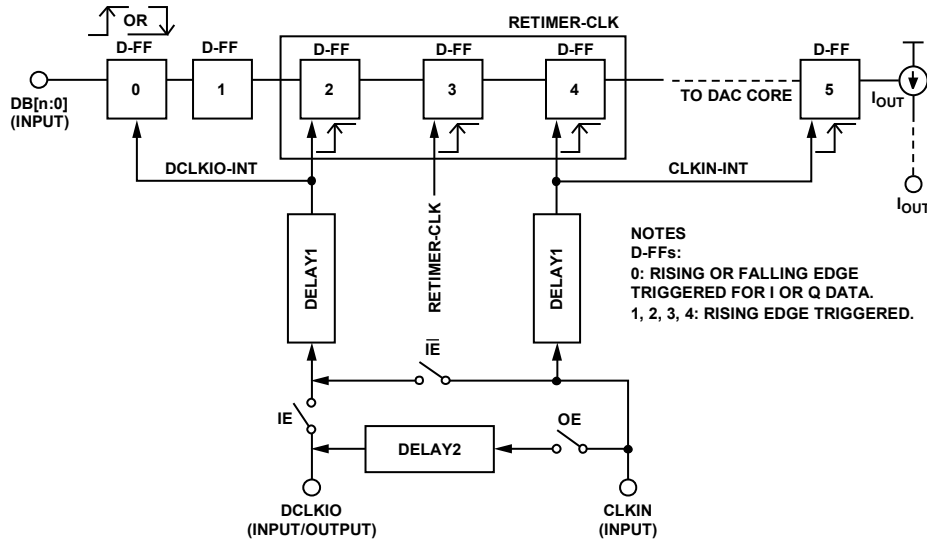 OR
RETIMER-CLK
D-FF
D-FF
D-FF
D-FF
D-FF
D-FF
0
1
2
3
4
5
DB[n:0]
(INPUT)
TO DAC CORE
I_OUT
DCLKIO-INT
CLKIN-INT
I_OUT
DELAY1
RETIMER-CLK
DELAY1
NOTES
D-FFs:
0: RISING OR FALLING EDGE
TRIGGERED FOR I OR Q DATA.
1, 2, 3, 4: RISING EDGE TRIGGERED.
I̅E̅
IE
OE
DELAY2
DCLKIO
(INPUT/OUTPUT)
CLKIN
(INPUT)